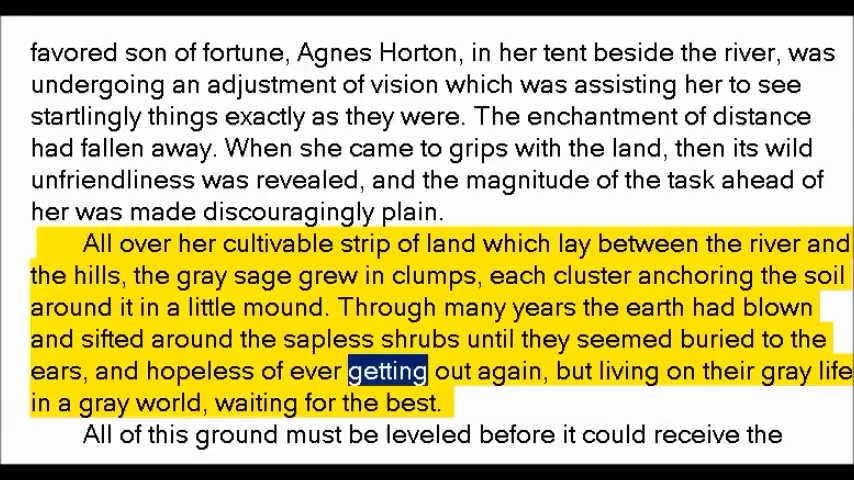 favored son of fortune, Agnes Horton, in her tent beside the river, was
undergoing an adjustment of vision which was assisting her to see
startlingly things exactly as they were. The enchantment of distance
had fallen away. When she came to grips with the land, then its wild
unfriendliness was revealed, and the magnitude of the task ahead of
her was made discouragingly plain.
All over her cultivable strip of land which lay between the river and
the hills, the gray sage grew in clumps, each cluster anchoring the soil
around it in a little mound. Through many years the earth had blown
and sifted around the sapless shrubs until they seemed buried to the
ears, and hopeless of ever getting out again, but living on their gray life
in a gray world, waiting for the best.
All of this ground must be leveled before it could receive the